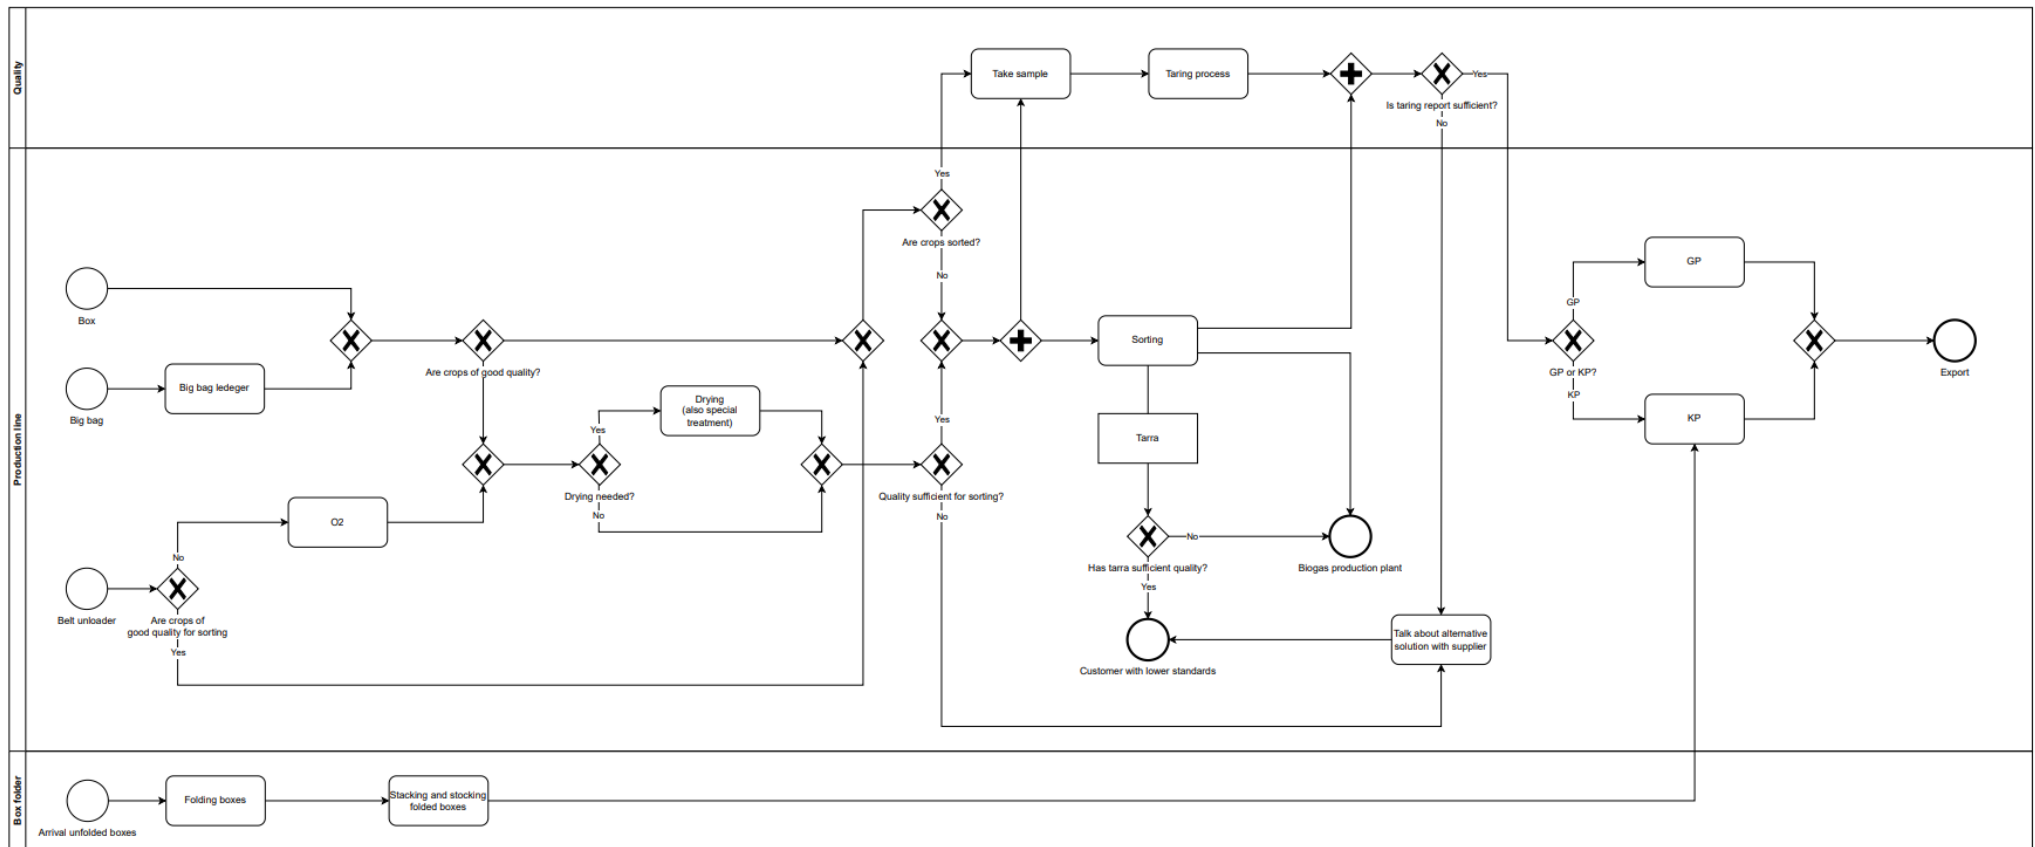 Quality
Take sample
Taring process
Yes
Is taring report sufficient?
No
Production line
Yes
Are crops sorted?
No
Box
Big bag ledeger
Big bag
Are crops of good quality?
Drying
(also special
treatment)
Yes
Drying needed?
No
Yes
Quality sufficient for sorting?
No
O2
No
Belt unloader
Are crops of
good quality for sorting
Yes
Sorting
Tarra
Has tarra sufficient quality?
No
Yes
Biogas production plant
Customer with lower standards
Talk about alternative
solution with supplier
GP
GP
GP or KP?
KP
KP
Export
Box folder
Arrival unfolded boxes
Folding boxes
Stacking and stocking
folded boxes